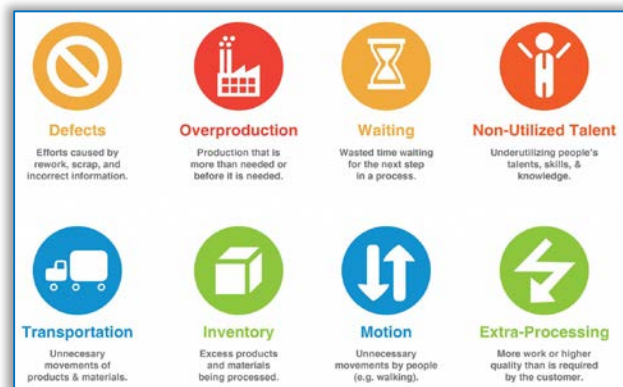 Defects
Efforts caused by
rework, scrap, and
incorrect information.
Overproduction
Production that is
more than needed or
before it is needed.
Waiting
Wasted time waiting
for the next step
in a process.
Non-Utilized Talent
Underutilizing people's
talents, skills, &
knowledge.
Transportation
Unnecesary
movements of
products & materials.
Inventory
Excess products
and materials
being processed.
Motion
Unnecessary
movements by people
(e.g. walking).
Extra-Processing
More work or higher
quality than is required
by the customer.